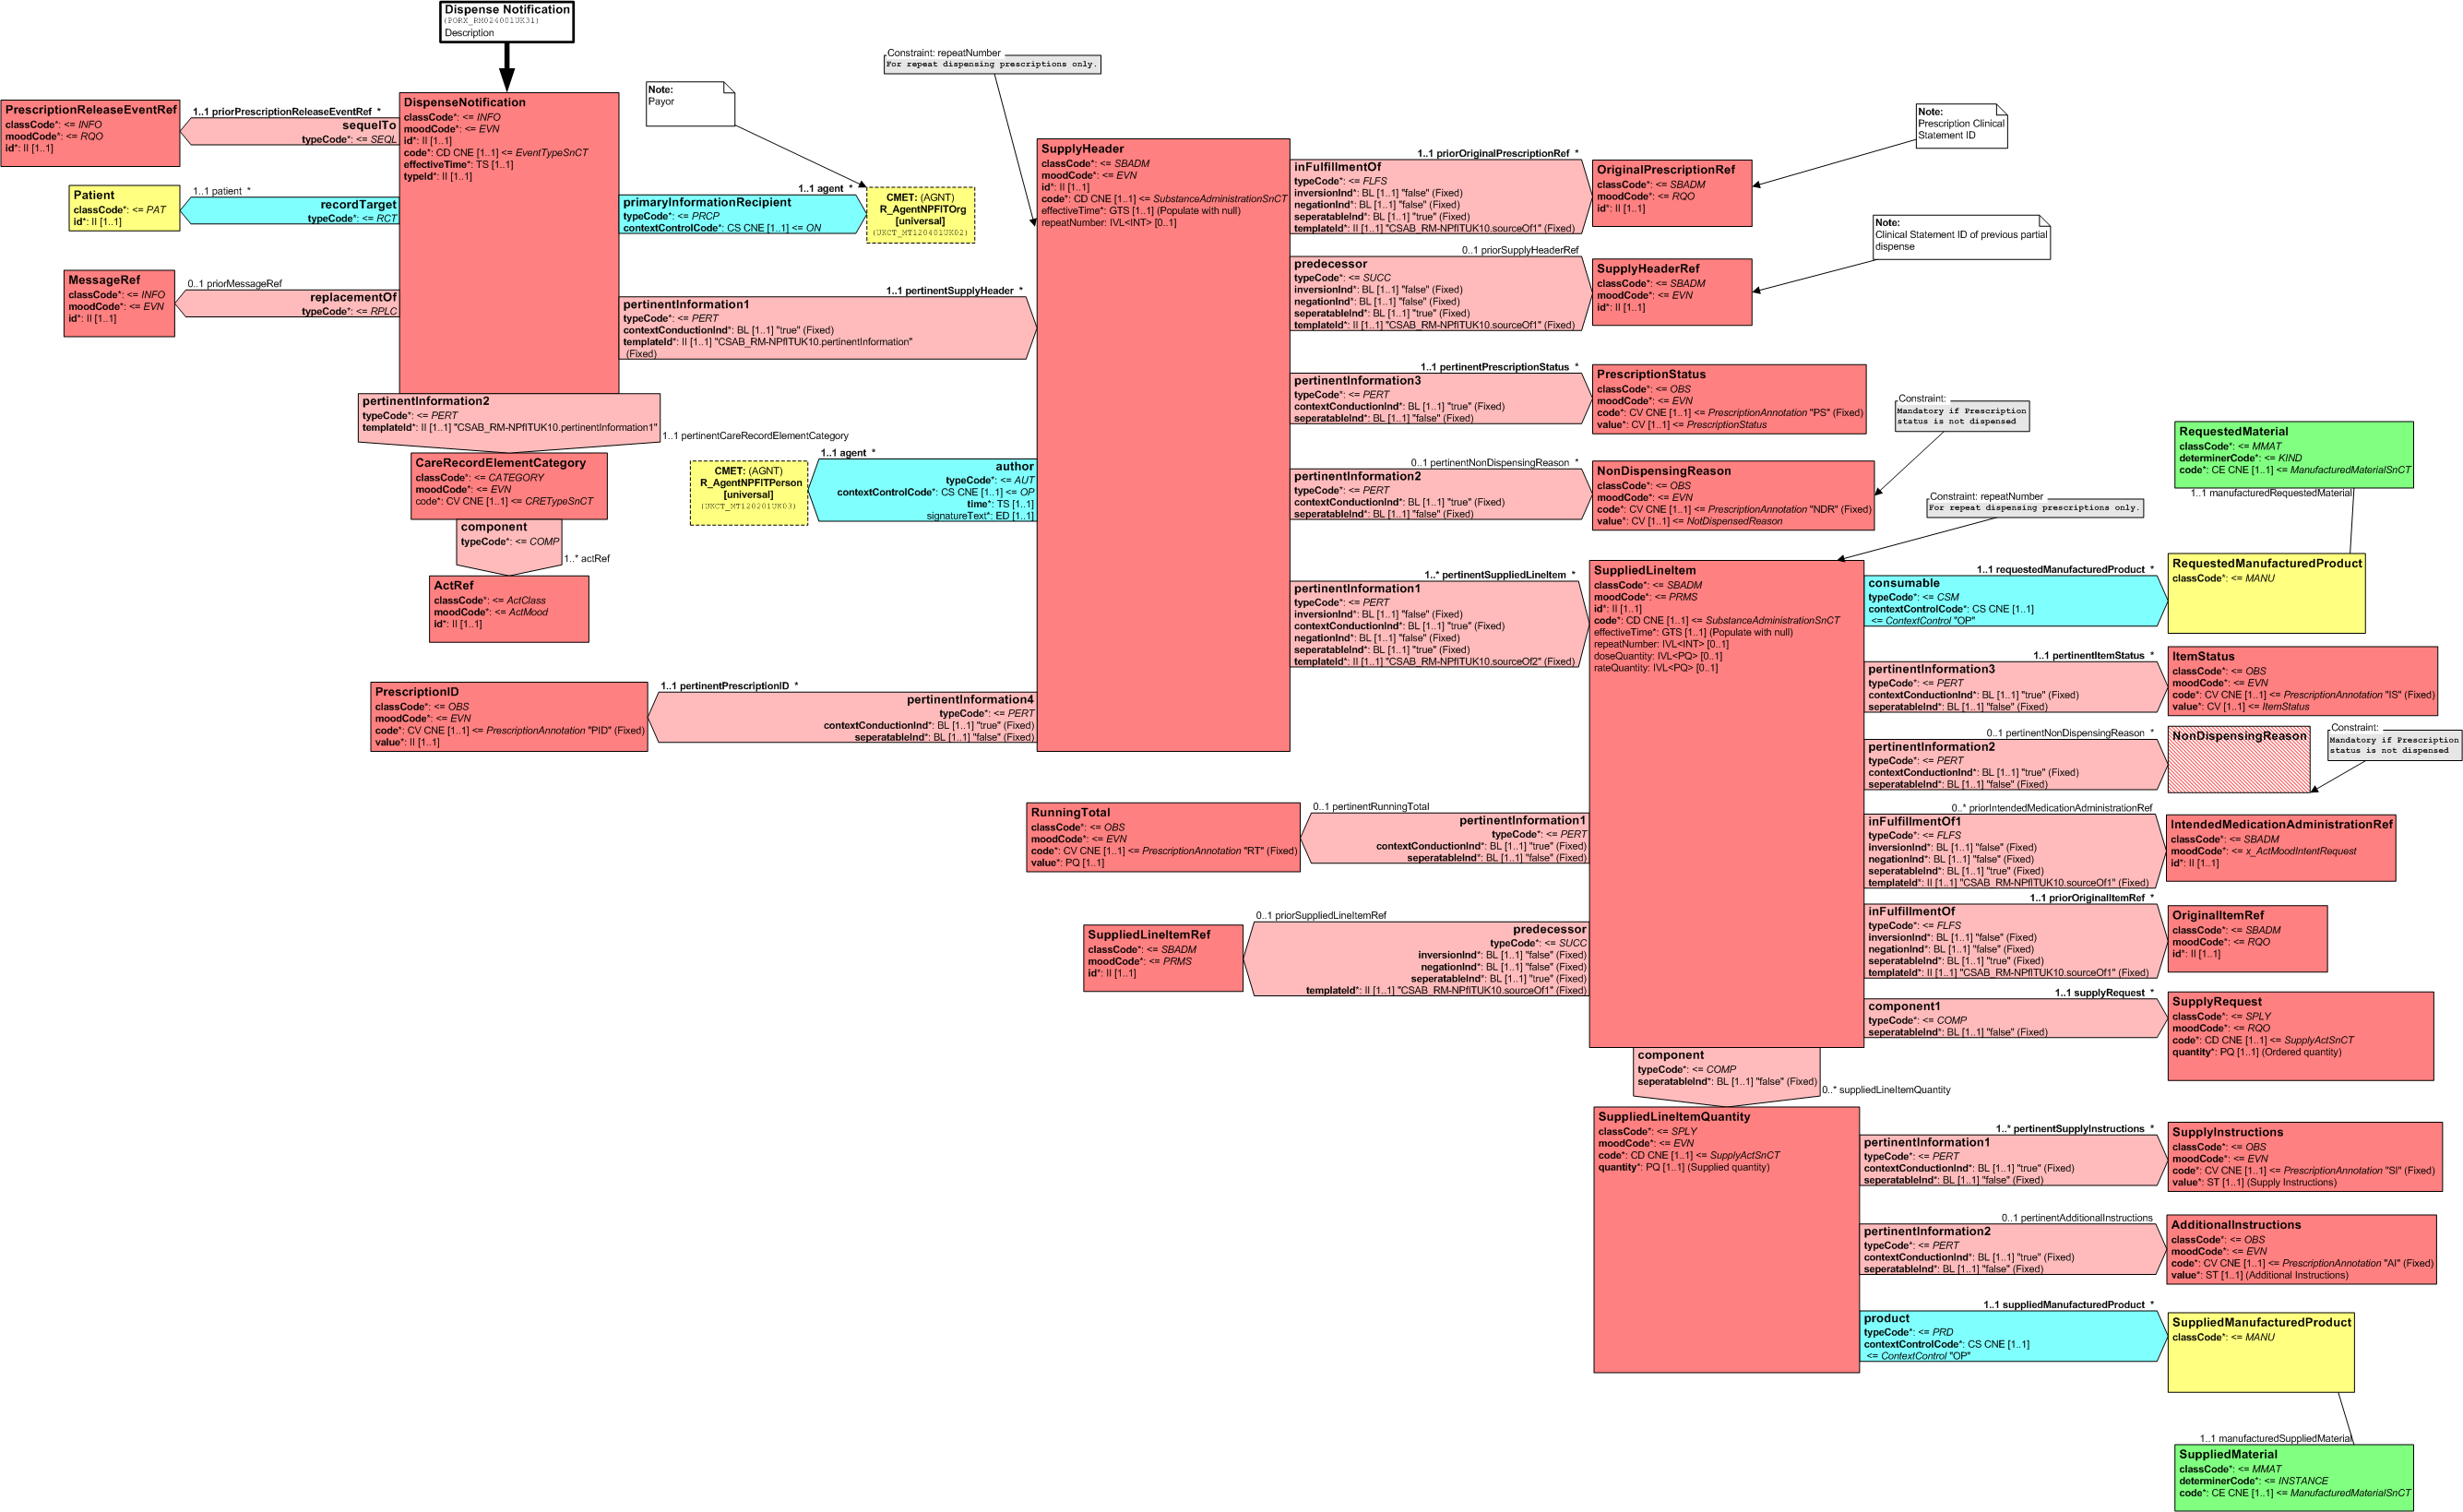 Dispense Notification
(PORX_RM024001UK31)
Description
PrescriptionReleaseEventRef
classCode*: <= INFO
moodCode*: <= RQO
id*: II [1..1]
1..1 priorPrescriptionReleaseEventRef *
sequelTo
typeCode*: <= SEQL
DispenseNotification
classCode*: <= INFO
moodCode*: <= EVN
id*: II [1..1]
code*: CD CNE [1..1] <= EventTypeSnCT
effectiveTime*: TS [1..1]
typeId*: II [1..1]
Patient
classCode*: <= PAT
id*: II [1..1]
1..1 patient *
recordTarget
typeCode*: <= RCT
MessageRef
classCode*: <= INFO
moodCode*: <= EVN
id*: II [1..1]
0..1 priorMessageRef
replacementOf
typeCode*: <= RPLC
Note:
Payor
1..1 agent *
primaryInformationRecipient
typeCode*: <= PRCP
contextControlCode*: CS CNE [1..1] <= ON
CMET: (AGNT)
R_AgentNPFITOrg
[universal]
(UKCT_MT120401UK02)
1..1 pertinentSupplyHeader *
pertinentInformation1
typeCode*: <= PERT
contextConductionInd*: BL [1..1] "true" (Fixed)
templateId*: II [1..1] "CSAB_RM-NPfITUK10.pertinentInformation"
(Fixed)
pertinentInformation2
typeCode*: <= PERT
templateId*: II [1..1] "CSAB_RM-NPfITUK10.pertinentInformation1"
1..1 pertinentCareRecordElementCategory
CareRecordElementCategory
classCode*: <= CATEGORY
moodCode*: <= EVN
code*: CV CNE [1..1] <= CRETypeSnCT
component
typeCode*: <= COMP
1..* actRef
ActRef
classCode*: <= ActClass
moodCode*: <= ActMood
id*: II [1..1]
Constraint: repeatNumber
For repeat dispensing prescriptions only.
SupplyHeader
classCode*: <= SBADM
moodCode*: <= EVN
id*: II [1..1]
code*: CD CNE [1..1] <= SubstanceAdministrationSnCT
effectiveTime*: GTS [1..1] (Populate with null)
repeatNumber: IVL<INT> [0..1]
1..1 agent *
author
typeCode*: <= AUT
contextControlCode*: CS CNE [1..1] <= OP
time*: TS [1..1]
signatureText*: ED [1..1]
CMET: (AGNT)
R_AgentNPFITPerson
[universal]
(UKCT_MT120201UK03)
1..1 pertinentPrescriptionID *
pertinentInformation4
typeCode*: <= PERT
contextConductionInd*: BL [1..1] "true" (Fixed)
seperatableInd*: BL [1..1] "false" (Fixed)
PrescriptionID
classCode*: <= OBS
moodCode*: <= EVN
code*: CV CNE [1..1] <= PrescriptionAnnotation "PID" (Fixed)
value*: II [1..1]
1..1 priorOriginalPrescriptionRef *
inFulfillmentOf
typeCode*: <= FLFS
inversionInd*: BL [1..1] "false" (Fixed)
negationInd*: BL [1..1] "false" (Fixed)
seperatableInd*: BL [1..1] "true" (Fixed)
templateId*: II [1..1] "CSAB_RM-NPfITUK10.sourceOf1" (Fixed)
OriginalPrescriptionRef
classCode*: <= SBADM
moodCode*: <= RQO
id*: II [1..1]
Note:
Prescription Clinical
Statement ID
0..1 priorSupplyHeaderRef
predecessor
typeCode*: <= SUCC
inversionInd*: BL [1..1] "false" (Fixed)
negationInd*: BL [1..1] "false" (Fixed)
seperatableInd*: BL [1..1] "true" (Fixed)
templateId*: II [1..1] "CSAB_RM-NPfITUK10.sourceOf1" (Fixed)
SupplyHeaderRef
classCode*: <= SBADM
moodCode*: <= EVN
id*: II [1..1]
Note:
Clinical Statement ID of previous partial
dispense
1..1 pertinentPrescriptionStatus *
pertinentInformation3
typeCode*: <= PERT
contextConductionInd*: BL [1..1] "true" (Fixed)
seperatableInd*: BL [1..1] "false" (Fixed)
PrescriptionStatus
classCode*: <= OBS
moodCode*: <= EVN
code*: CV CNE [1..1] <= PrescriptionAnnotation "PS" (Fixed)
value*: CV [1..1] <= PrescriptionStatus
0..1 pertinentNonDispensingReason *
pertinentInformation2
typeCode*: <= PERT
contextConductionInd*: BL [1..1] "true" (Fixed)
seperatableInd*: BL [1..1] "false" (Fixed)
NonDispensingReason
classCode*: <= OBS
moodCode*: <= EVN
code*: CV CNE [1..1] <= PrescriptionAnnotation "NDR" (Fixed)
value*: CV [1..1] <= NotDispensedReason
Constraint:
Mandatory if Prescription
status is not dispensed
1..* pertinentSuppliedLineItem *
pertinentInformation1
typeCode*: <= PERT
inversionInd*: BL [1..1] "false" (Fixed)
contextConductionInd*: BL [1..1] "true" (Fixed)
negationInd*: BL [1..1] "false" (Fixed)
seperatableInd*: BL [1..1] "true" (Fixed)
templateId*: II [1..1] "CSAB_RM-NPfITUK10.sourceOf2" (Fixed)
Constraint: repeatNumber
For repeat dispensing prescriptions only.
SuppliedLineItem
classCode*: <= SBADM
moodCode*: <= PRMS
id*: II [1..1]
code*: CD CNE [1..1] <= SubstanceAdministrationSnCT
effectiveTime*: GTS [1..1] (Populate with null)
repeatNumber: IVL<INT> [0..1]
doseQuantity: IVL<PQ> [0..1]
rateQuantity: IVL<PQ> [0..1]
RequestedMaterial
classCode*: <= MMAT
determinerCode*: <= KIND
code*: CE CNE [1..1] <= ManufacturedMaterialSnCT
1..1 manufacturedRequestedMaterial
1..1 requestedManufacturedProduct *
consumable
typeCode*: <= CSM
contextControlCode*: CS CNE [1..1]
<= ContextControl "OP"
RequestedManufacturedProduct
classCode*: <= MANU
1..1 pertinentItemStatus *
pertinentInformation3
typeCode*: <= PERT
contextConductionInd*: BL [1..1] "true" (Fixed)
seperatableInd*: BL [1..1] "false" (Fixed)
ItemStatus
classCode*: <= OBS
moodCode*: <= EVN
code*: CV CNE [1..1] <= PrescriptionAnnotation "IS" (Fixed)
value*: CV [1..1] <= ItemStatus
0..1 pertinentNonDispensingReason *
pertinentInformation2
typeCode*: <= PERT
contextConductionInd*: BL [1..1] "true" (Fixed)
seperatableInd*: BL [1..1] "false" (Fixed)
NonDispensingReason
Constraint:
Mandatory if Prescription
status is not dispensed
0..* priorIntendedMedicationAdministrationRef
inFulfillmentOf1
typeCode*: <= FLFS
inversionInd*: BL [1..1] "false" (Fixed)
negationInd*: BL [1..1] "false" (Fixed)
seperatableInd*: BL [1..1] "true" (Fixed)
templateId*: II [1..1] "CSAB_RM-NPfITUK10.sourceOf1" (Fixed)
IntendedMedicationAdministrationRef
classCode*: <= SBADM
moodCode*: <= x_ActMoodIntentRequest
id*: II [1..1]
1..1 priorOriginalItemRef *
inFulfillmentOf
typeCode*: <= FLFS
inversionInd*: BL [1..1] "false" (Fixed)
negationInd*: BL [1..1] "false" (Fixed)
seperatableInd*: BL [1..1] "true" (Fixed)
templateId*: II [1..1] "CSAB_RM-NPfITUK10.sourceOf1" (Fixed)
OriginalItemRef
classCode*: <= SBADM
moodCode*: <= RQO
id*: II [1..1]
1..1 supplyRequest *
component1
typeCode*: <= COMP
seperatableInd*: BL [1..1] "false" (Fixed)
SupplyRequest
classCode*: <= SPLY
moodCode*: <= RQO
code*: CD CNE [1..1] <= SupplyActSnCT
quantity*: PQ [1..1] (Ordered quantity)
0..1 pertinentRunningTotal
pertinentInformation1
typeCode*: <= PERT
contextConductionInd*: BL [1..1] "true" (Fixed)
seperatableInd*: BL [1..1] "false" (Fixed)
RunningTotal
classCode*: <= OBS
moodCode*: <= EVN
code*: CV CNE [1..1] <= PrescriptionAnnotation "RT" (Fixed)
value*: PQ [1..1]
0..1 priorSuppliedLineItemRef
predecessor
typeCode*: <= SUCC
inversionInd*: BL [1..1] "false" (Fixed)
negationInd*: BL [1..1] "false" (Fixed)
seperatableInd*: BL [1..1] "true" (Fixed)
templateId*: II [1..1] "CSAB_RM-NPfITUK10.sourceOf1" (Fixed)
SuppliedLineItemRef
classCode*: <= SBADM
moodCode*: <= PRMS
id*: II [1..1]
component
typeCode*: <= COMP
seperatableInd*: BL [1..1] "false" (Fixed)
0..* suppliedLineItemQuantity
SuppliedLineItemQuantity
classCode*: <= SPLY
moodCode*: <= EVN
code*: CD CNE [1..1] <= SupplyActSnCT
quantity*: PQ [1..1] (Supplied quantity)
1..* pertinentSupplyInstructions *
pertinentInformation1
typeCode*: <= PERT
contextConductionInd*: BL [1..1] "true" (Fixed)
seperatableInd*: BL [1..1] "false" (Fixed)
SupplyInstructions
classCode*: <= OBS
moodCode*: <= EVN
code*: CV CNE [1..1] <= PrescriptionAnnotation "SI" (Fixed)
value*: ST [1..1] (Supply Instructions)
0..1 pertinentAdditionalInstructions
pertinentInformation2
typeCode*: <= PERT
contextConductionInd*: BL [1..1] "true" (Fixed)
seperatableInd*: BL [1..1] "false" (Fixed)
AdditionalInstructions
classCode*: <= OBS
moodCode*: <= EVN
code*: CV CNE [1..1] <= PrescriptionAnnotation "AI" (Fixed)
value*: ST [1..1] (Additional Instructions)
1..1 suppliedManufacturedProduct *
product
typeCode*: <= PRD
contextControlCode*: CS CNE [1..1]
<= ContextControl "OP"
SuppliedManufacturedProduct
classCode*: <= MANU
1..1 manufacturedSuppliedMaterial
SuppliedMaterial
classCode*: <= MMAT
determinerCode*: <= INSTANCE
code*: CE CNE [1..1] <= ManufacturedMaterialSnCT